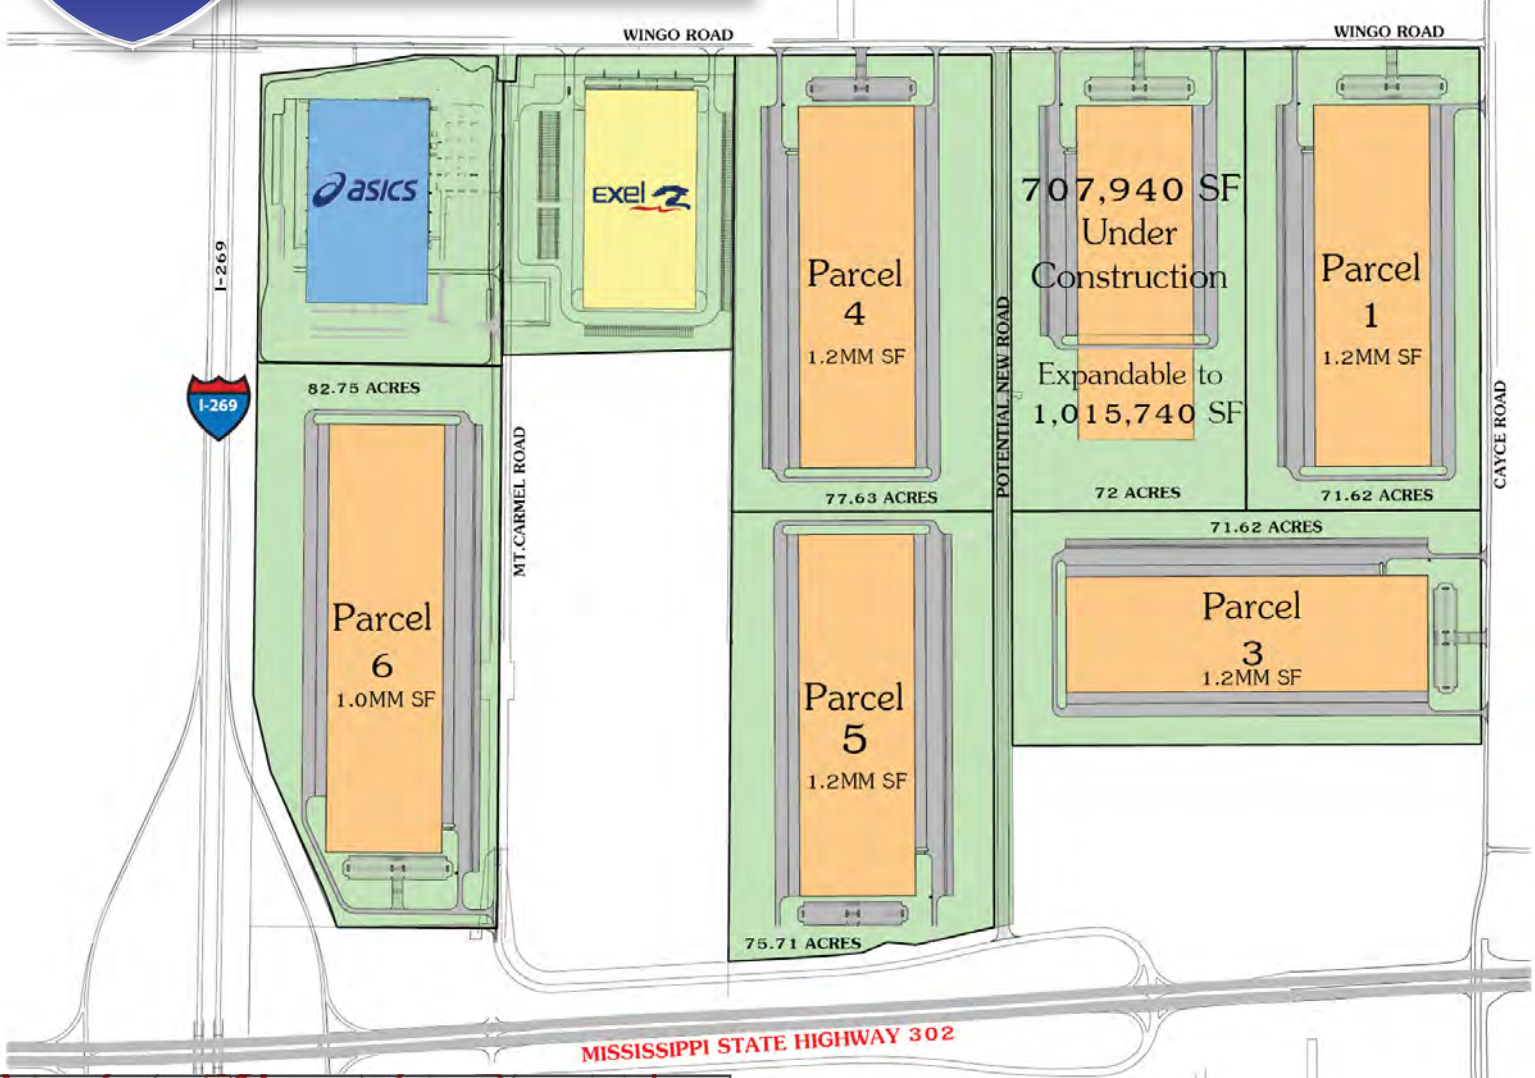 WINGO ROAD
WINGO ROAD
asics
EXEL
I-269
I-269
707,940 SF
Under
Construction
Expandable to
1,015,740 SF
72 ACRES
Parcel
4
1.2MM SF
77.63 ACRES
Parcel
1
1.2MM SF
71.62 ACRES
POTENTIAL NEW ROAD
CAYCE ROAD
82.75 ACRES
MT.CARMEL ROAD
Parcel
6
1.0MM SF
Parcel
5
1.2MM SF
75.71 ACRES
71.62 ACRES
Parcel
3
1.2MM SF
MISSISSIPPI STATE HIGHWAY 302